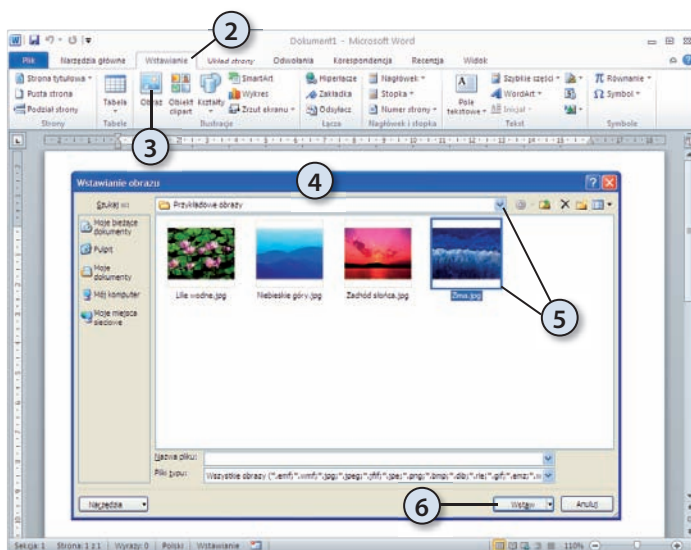 2
Dokument1 - Microsoft Word
Plik Narzędzia główne Wstawianie Układ strony Odwołania Korespondencja Recenzja Widok
Strona tytułowa
Pusta strona
Podział strony
Strony
Tabela
Tabele
Obraz
Obiekt clipart
Kształty
SmartArt
Wykres
Zrzut ekranu
Ilustracje
Hiperłącze
Zakładka
Odsyłacz
Łącza
Nagłówek
Stopka
Numer strony
Nagłówek i stopka
Pole tekstowe
Szybkie części
WordArt
Inicjał
Tekst
Równanie
Symbol
Symbole
3
4
Wstawianie obrazu
Szukaj w:
Przykładowe obrazy
Moje bieżące dokumenty
Pulpit
Moje dokumenty
Mój komputer
Moje miejsca sieciowe
Lilie wodne.jpg
Niebieskie góry.jpg
Zachód słońca.jpg
Zima.jpg
5
Nazwa pliku:
Pliki typu:
Wszystkie obrazy (*.emf;*.wmf;*.jpg;*.jpeg;*.jfif;*.jpe;*.png;*.bmp;*.dib;*.rle;*.gif;*.emz;*.w
6
Narzędzia
Wstaw
Anuluj
Sekcja: 1 Strona: 1 z 1 Wyrazy: 0 Polski Wstawianie 110%